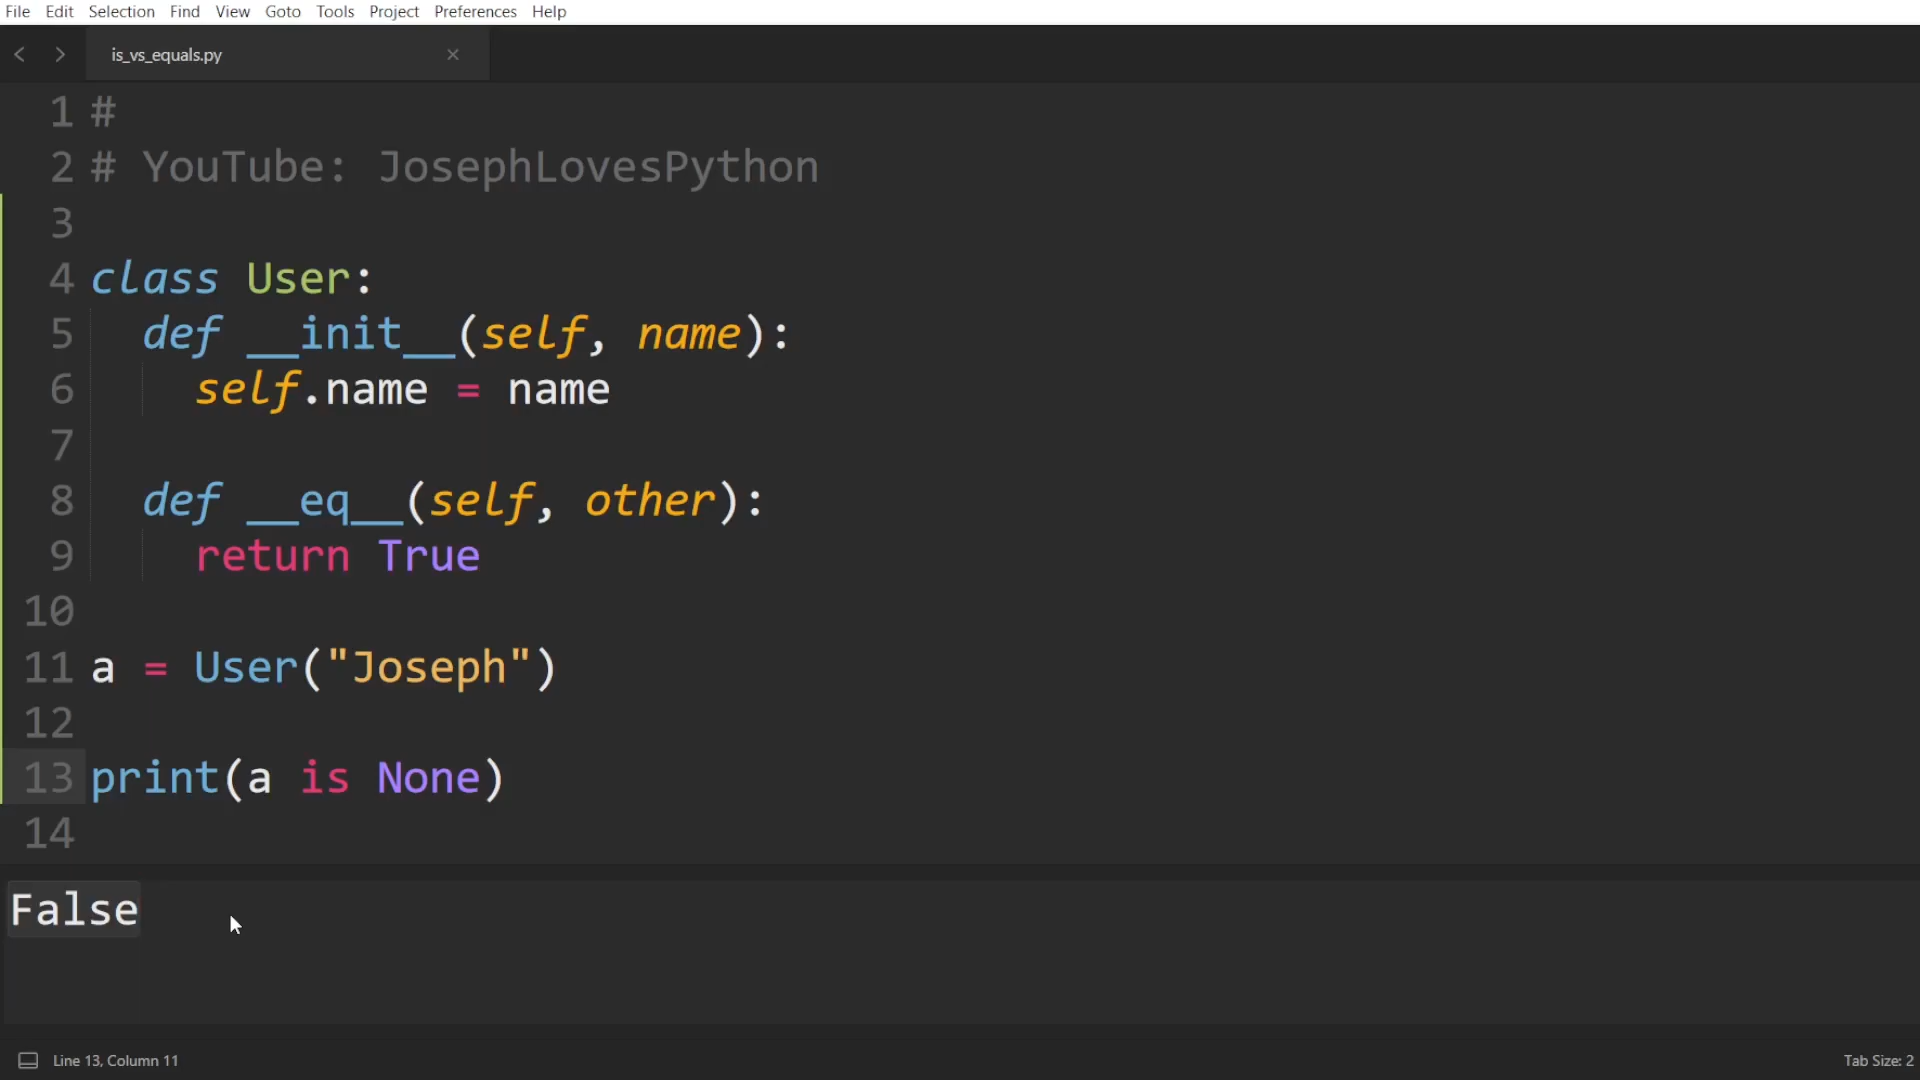 File Edit Selection Find View Goto Tools Project Preferences Help
is_vs_equals.py
1 #
2 # YouTube: JosephLovesPython
3
4 class User:
5 def __init__(self, name):
6 self.name = name
7
8 def __eq__(self, other):
9 return True
10
11 a = User("Joseph")
12
13 print(a is None)
14
False
Line 13, Column 11 Tab Size: 2